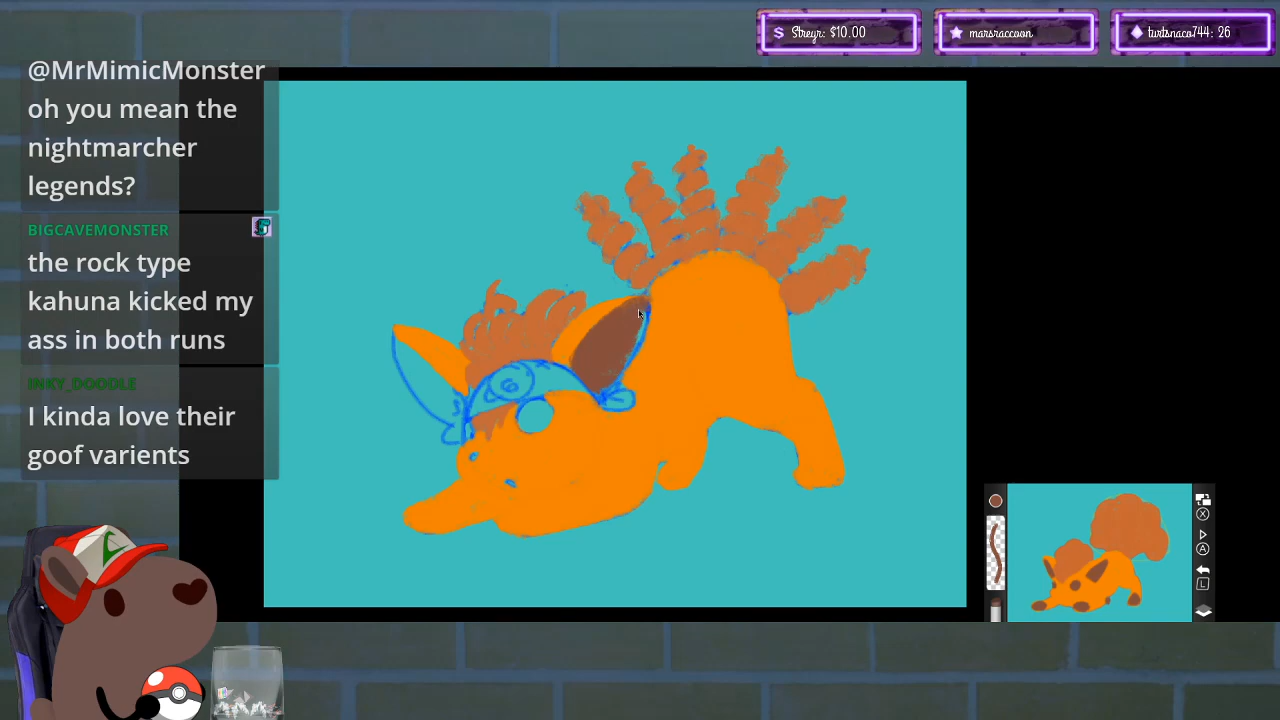 Streyr: $10.00
marsraccoon
turtsnaco744: 26
@MrMimicMonster
oh you mean the
nightmarcher
legends?
BIGCAVEMONSTER
the rock type
kahuna kicked my
ass in both runs
INKY_DOODLE
I kinda love their
goof varients
6
X
A
L